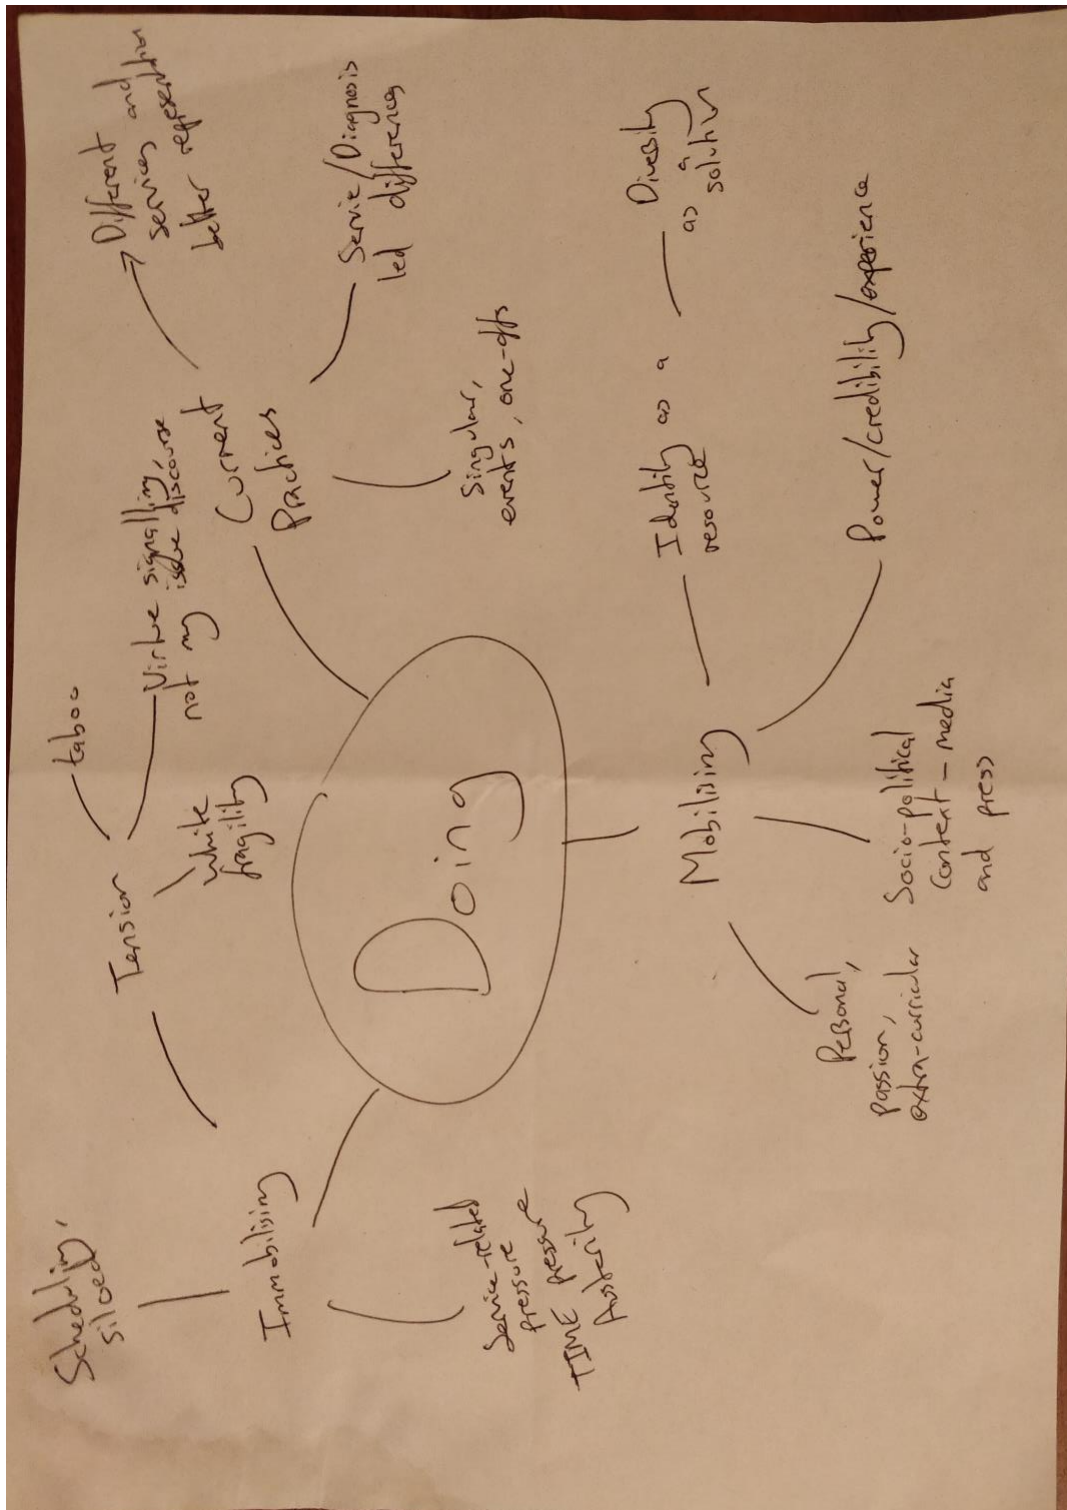 Scheduling,
siloed
Immobilising
Service-related
pressure
TIME pressure
Austerity
Tension
taboo
White
fragility
Virtue signalling,
not my issue discourse
Current
Practices
Different and
services
better representation
Service/Diagnosis
led differences
Singular,
events, one-offs
Doing
Mobilising
Identity as a
resource
Diversity
as a
solution
Power/credibility/experience
Socio-political
context - media
and press
Personal,
passion,
extra-curricular